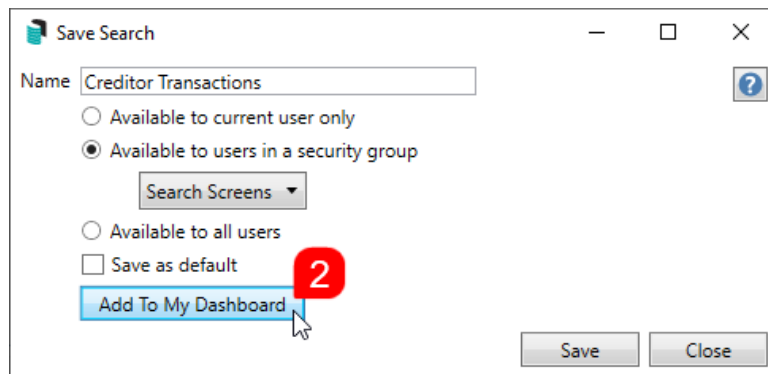 Save Search
Name Creditor Transactions
?
Available to current user only
Available to users in a security group
Search Screens
Available to all users
Save as default
2
Add To My Dashboard
Save Close